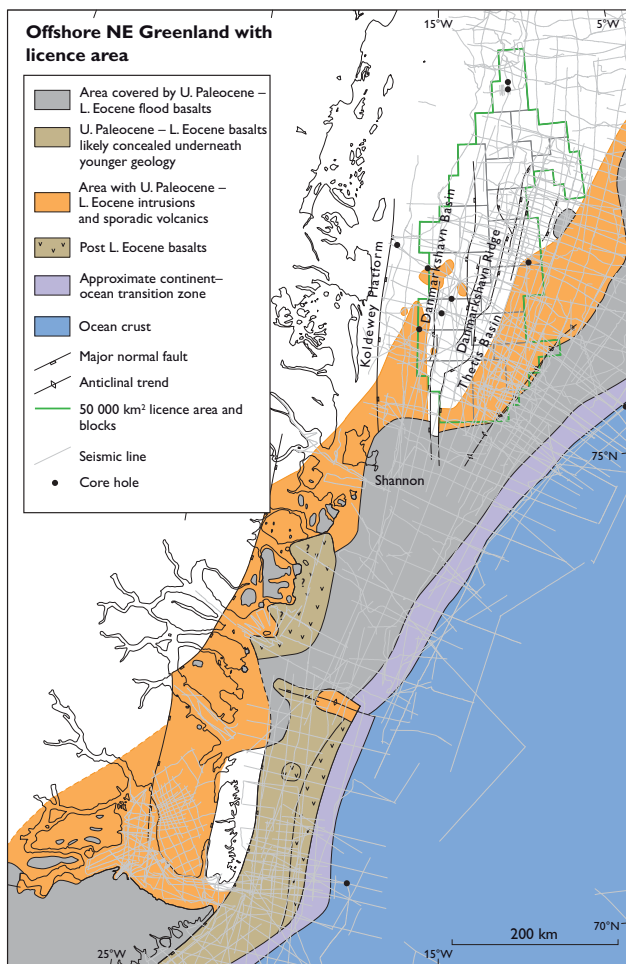 Offshore NE Greenland with
licence area
Area covered by U. Paleocene –
L. Eocene flood basalts
U. Paleocene – L. Eocene basalts
likely concealed underneath
younger geology
Area with U. Paleocene –
L. Eocene intrusions
and sporadic volcanics
Post L. Eocene basalts
Approximate continent–
ocean transition zone
Ocean crust
Major normal fault
Anticlinal trend
50 000 km² licence area and
blocks
Seismic line
Core hole
15°W
5°W
Koldewey Platform
Danmarkshavn Basin
Danmarkshavn Ridge
Thetis Basin
75°N
Shannon
?
?
?
200 km
70°N
25°W
15°W